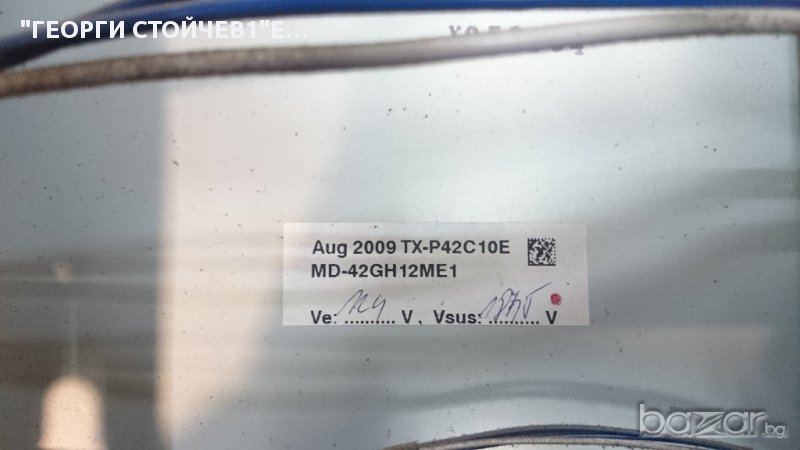 "ГЕОРГИ СТОЙЧЕВ1"Е...
Aug 2009 TX-P42C10E
MD-42GH12ME1
Ve: .......... V , Vsus: .......... V
bazar.bg